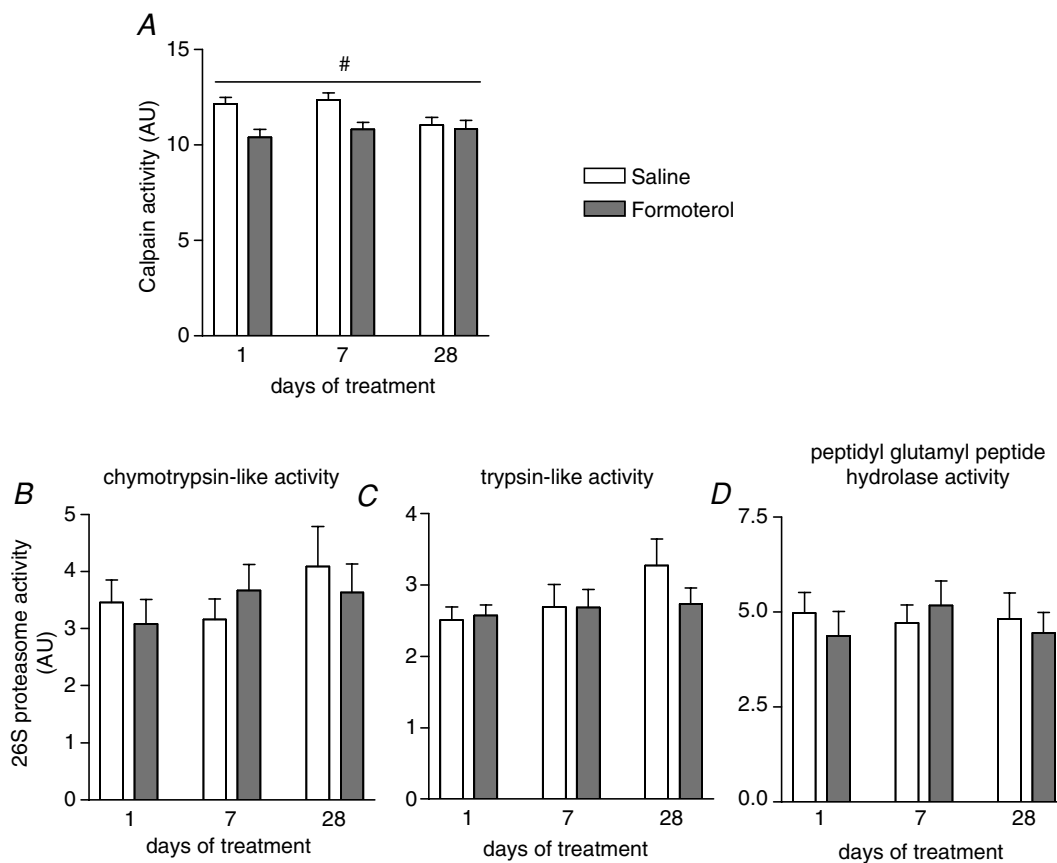 A
15
#
10
5
0
Calpain activity (AU)
1 7 28
days of treatment
Saline
Formoterol
B
chymotrypsin-like activity
5
4
3
2
1
0
26S proteasome activity
(AU)
1 7 28
days of treatment
C
trypsin-like activity
4
3
2
1
0
1 7 28
days of treatment
D
peptidyl glutamyl peptide
hydrolase activity
7.5
5.0
2.5
0.0
1 7 28
days of treatment